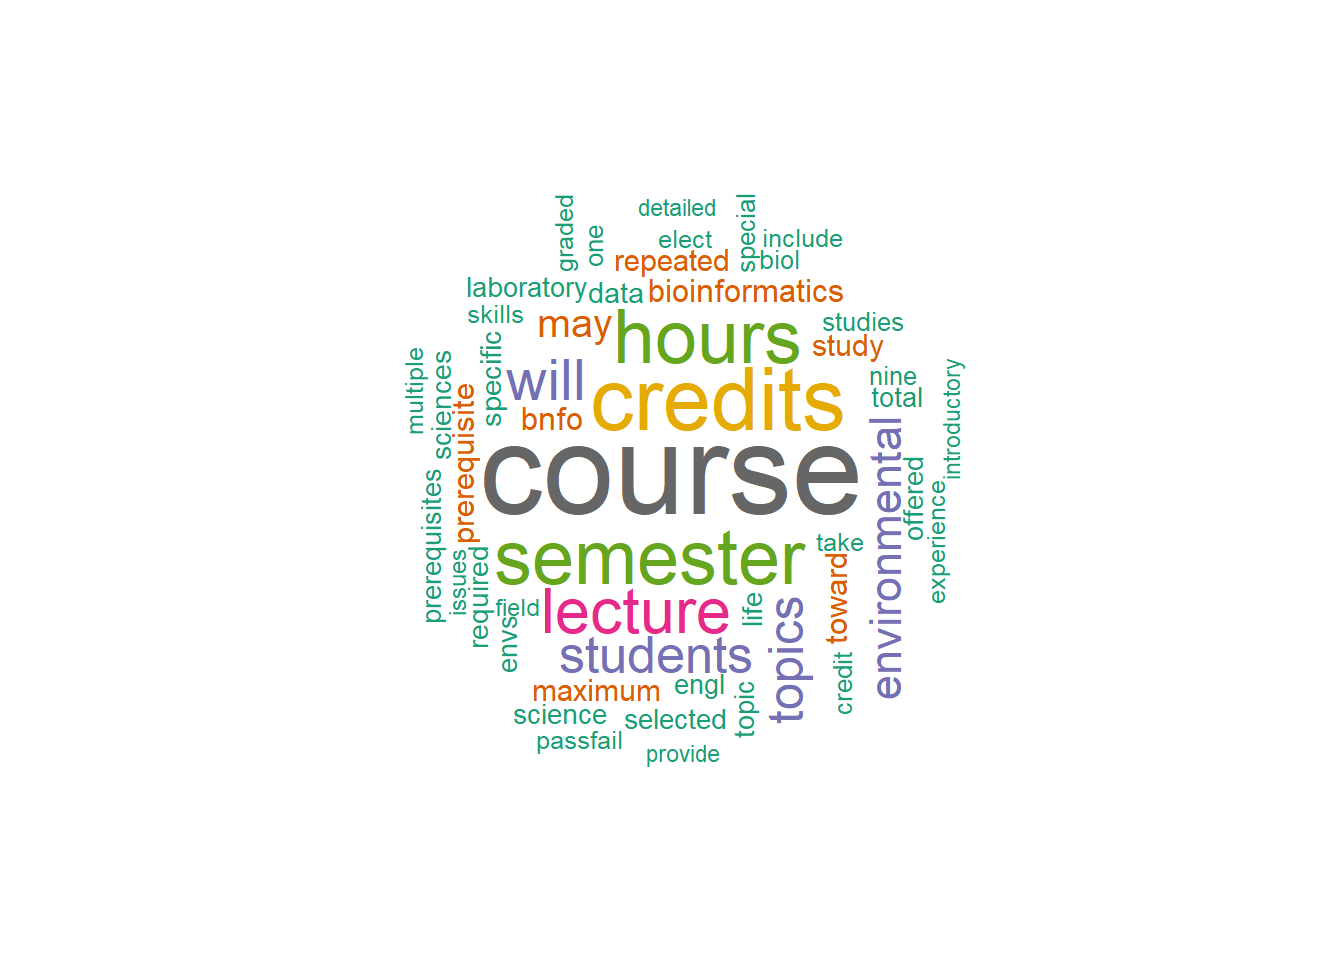 graded
one
detailed
elect
special
include
biol
repeated
laboratory
data
bioinformatics
skills
may
hours
studies
study
multiple
sciences
specific
will
credits
nine
total
introductory
prerequisite
bnfo
course
environmental
offered
experience
prerequisites
issues
required
semester
take
toward
field
envs
lecture
life
topics
students
credit
maximum
engl
topic
science
selected
passfail
provide